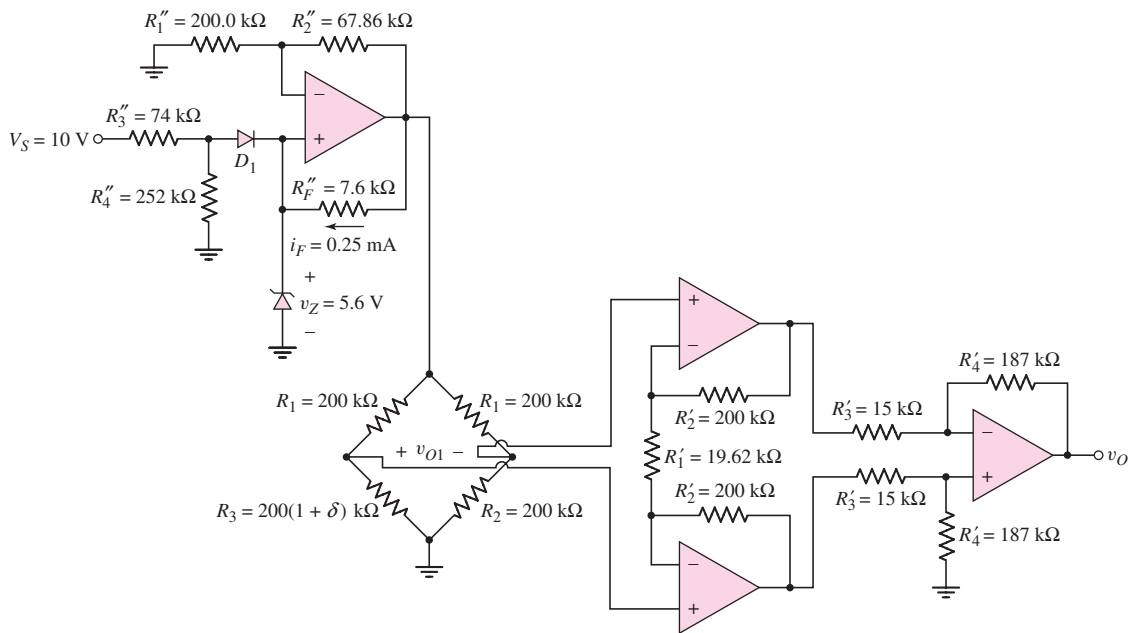 R₁″ = 200.0 kΩ
R₂″ = 67.86 kΩ
−
R₃″ = 74 kΩ
V_S = 10 V
+
D₁
R₄″ = 252 kΩ
R_F″ = 7.6 kΩ
i_F = 0.25 mA
+
v_Z = 5.6 V
−
+
−
R₁ = 200 kΩ
R₁ = 200 kΩ
R₂′ = 200 kΩ
R₃′ = 15 kΩ
R₄′ = 187 kΩ
−
+ v_O1 −
R₁′ = 19.62 kΩ
v_O
+
R₃ = 200(1 + δ) kΩ
R₂ = 200 kΩ
R₂′ = 200 kΩ
R₃′ = 15 kΩ
R₄′ = 187 kΩ
−
+